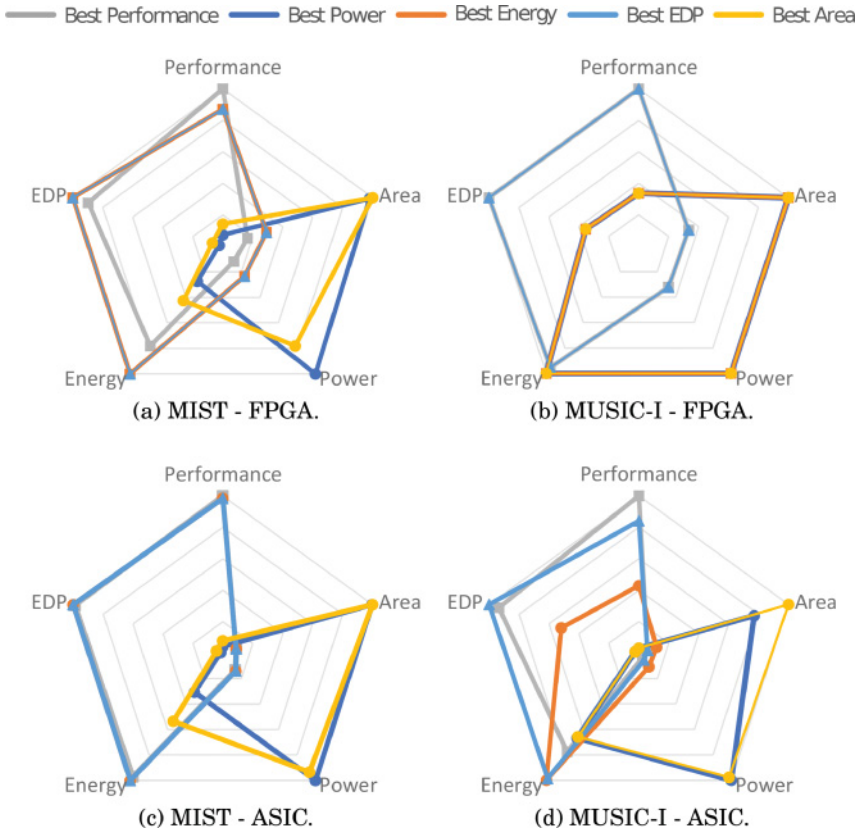 Best Performance Best Power Best Energy Best EDP Best Area
Performance Performance
EDP Area EDP Area
Energy Power Energy Power
(a) MIST - FPGA. (b) MUSIC-I - FPGA.
Performance Performance
EDP Area EDP Area
Energy Power Energy Power
(c) MIST - ASIC. (d) MUSIC-I - ASIC.